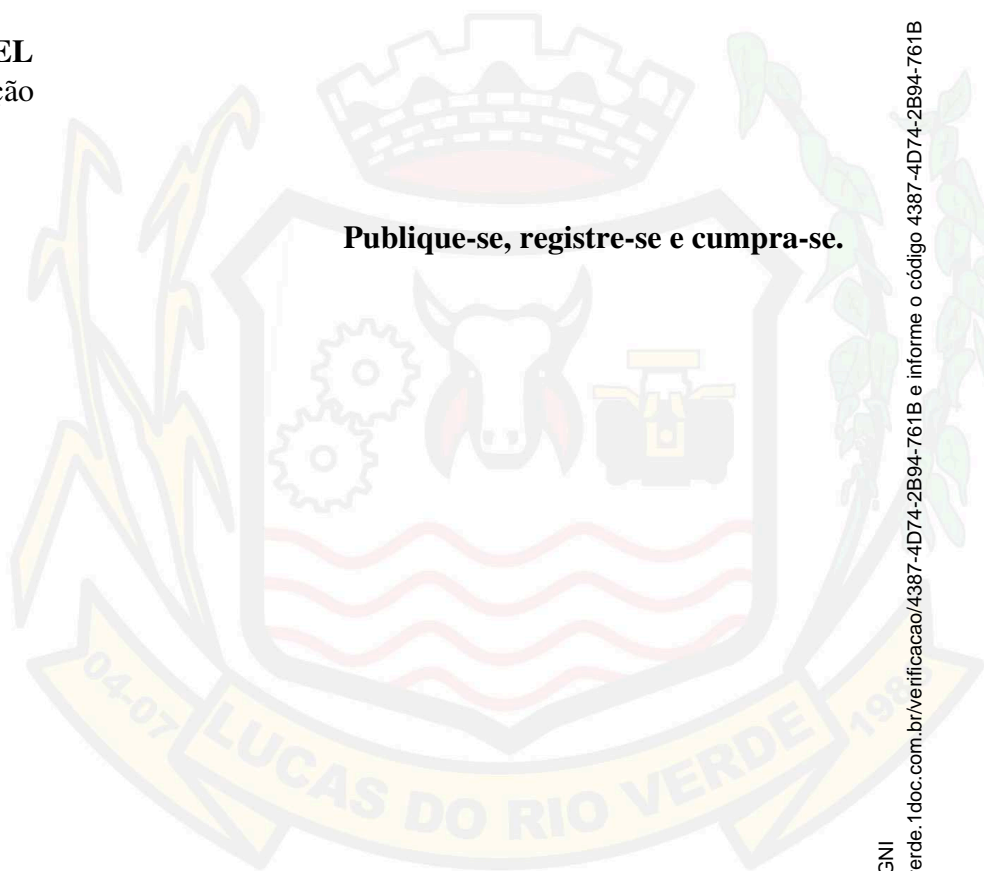 EL
ção
Publique-se, registre-se e cumpra-se.
04-07
LUCAS DO RIO VERDE
GNI
erde.1doc.com.br/verificacao/4387-4D74-2B94-761B e informe o código 4387-4D74-2B94-761B